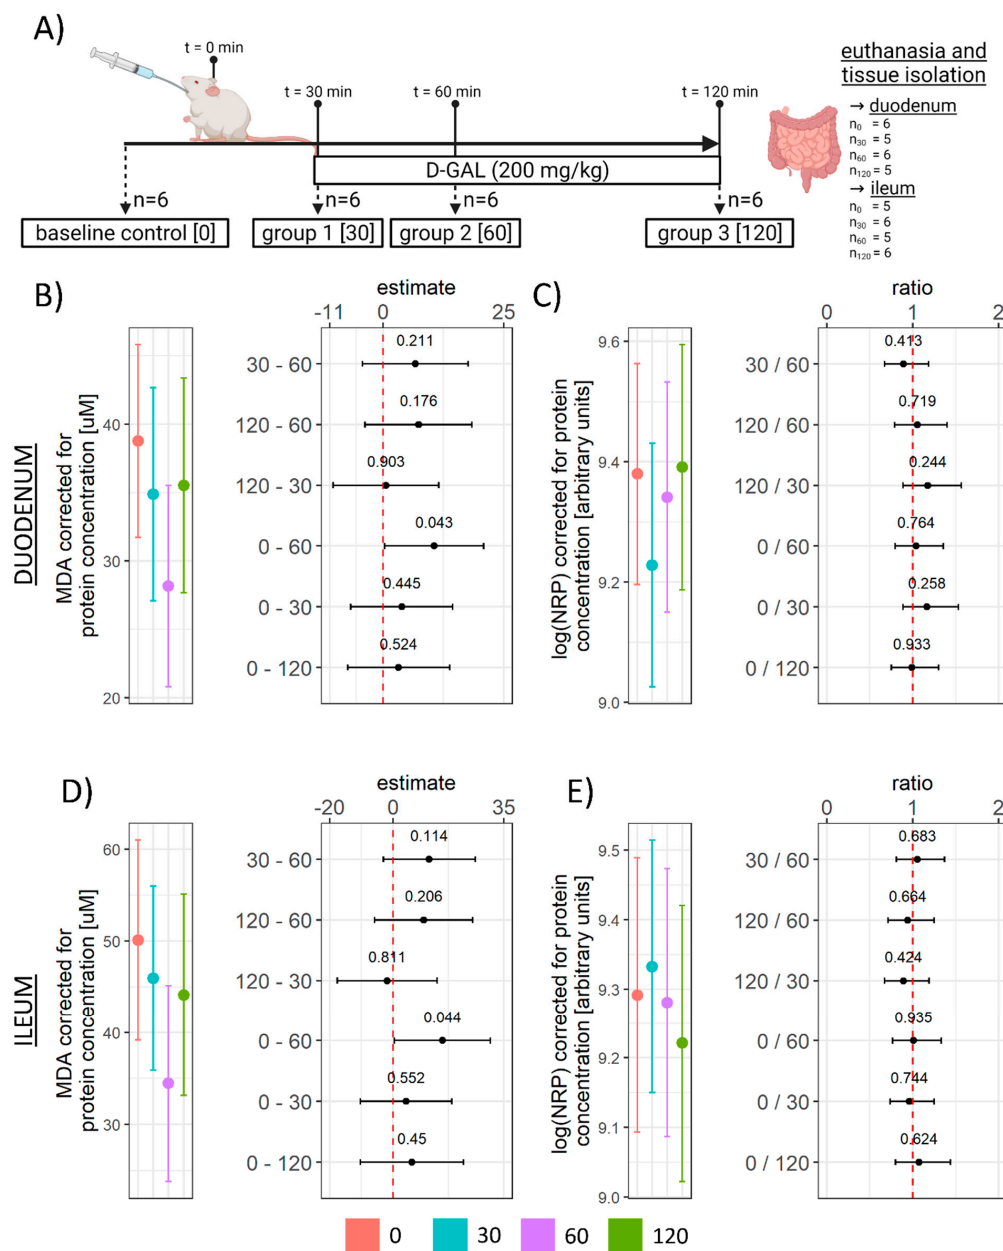 A)
t = 0 min
t = 30 min
t = 60 min
t = 120 min
D-GAL (200 mg/kg)
n=6
n=6
n=6
n=6
baseline control [0]
group 1 [30]
group 2 [60]
group 3 [120]
euthanasia and
tissue isolation
→ duodenum
n0 = 6
n30 = 5
n60 = 6
n120 = 5
→ ileum
n0 = 5
n30 = 6
n60 = 5
n120 = 6
DUODENUM
B)
MDA corrected for
protein concentration [uM]
40
30
20
estimate
-11 0 25
30 - 60 0.211
120 - 60 0.176
120 - 30 0.903
0 - 60 0.043
0 - 30 0.445
0 - 120 0.524
C)
log(NRP) corrected for protein
concentration [arbitrary units]
9.6
9.4
9.2
9.0
ratio
0 1 2
30 / 60 0.413
120 / 60 0.719
120 / 30 0.244
0 / 60 0.764
0 / 30 0.258
0 / 120 0.933
ILEUM
D)
MDA corrected for
protein concentration [uM]
60
50
40
30
estimate
-20 0 35
30 - 60 0.114
120 - 60 0.206
120 - 30 0.811
0 - 60 0.044
0 - 30 0.552
0 - 120 0.45
E)
log(NRP) corrected for protein
concentration [arbitrary units]
9.5
9.4
9.3
9.2
9.1
9.0
ratio
0 1 2
30 / 60 0.683
120 / 60 0.664
120 / 30 0.424
0 / 60 0.935
0 / 30 0.744
0 / 120 0.624
0 30 60 120